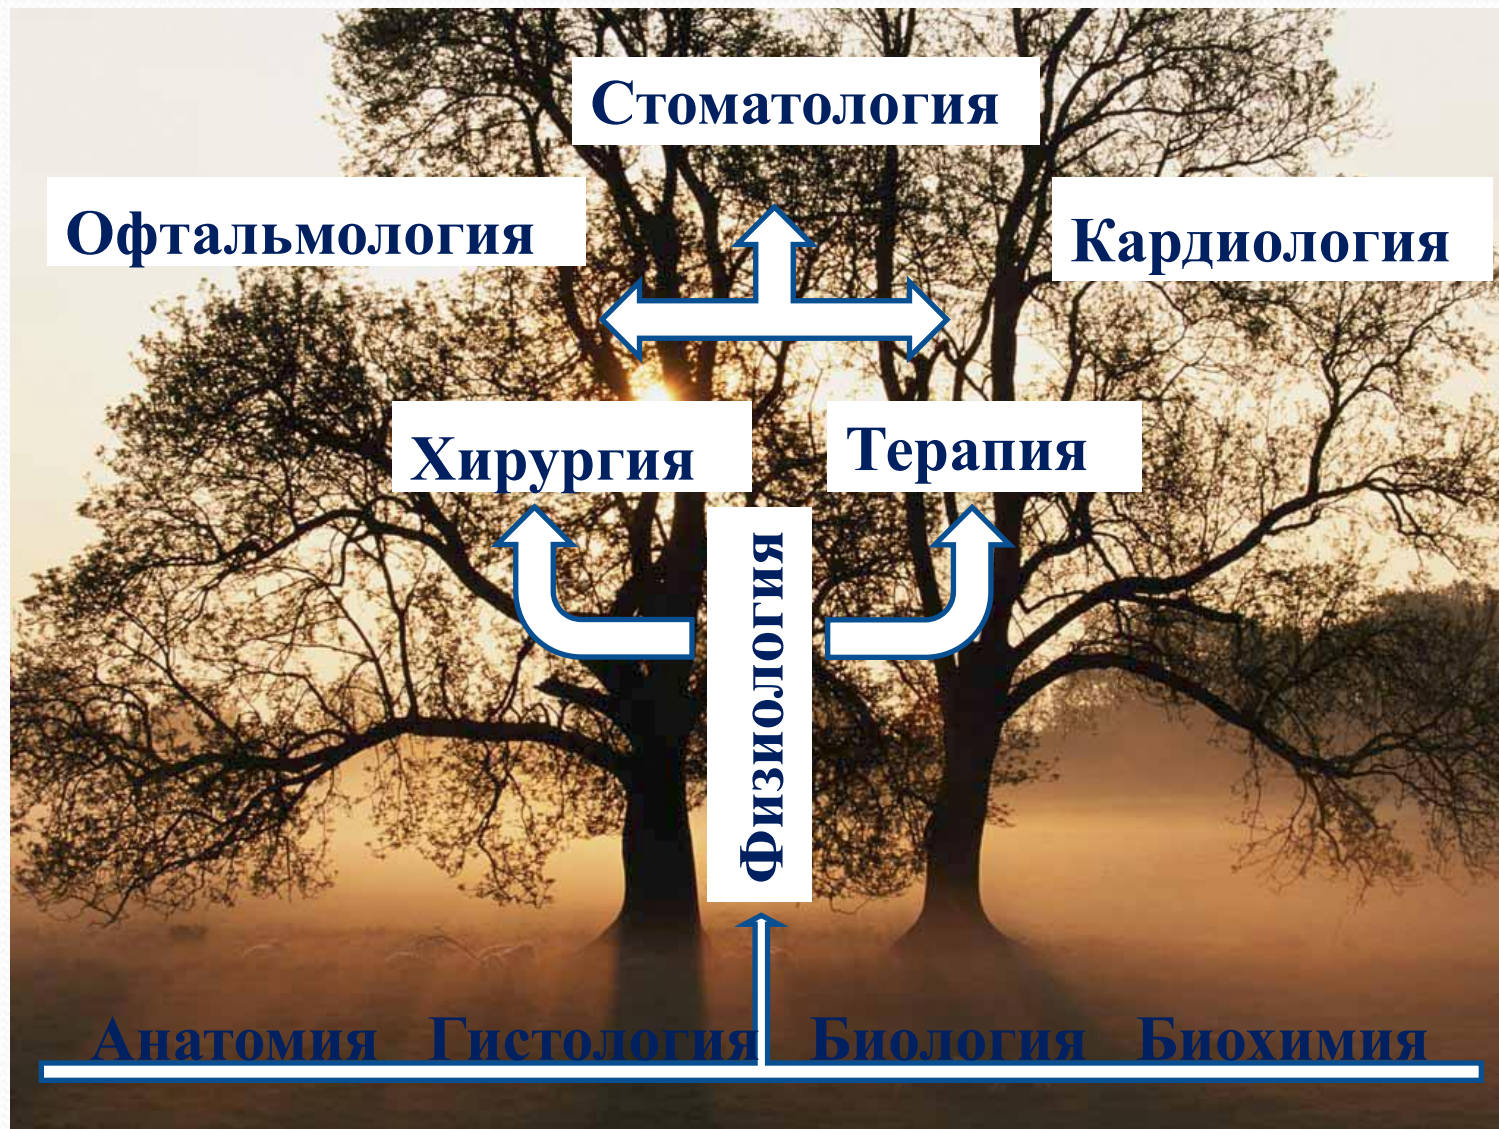 Стоматология
Офтальмология
Кардиология
Хирургия
Терапия
Физиология
Анатомия Гистология Биология Биохимия